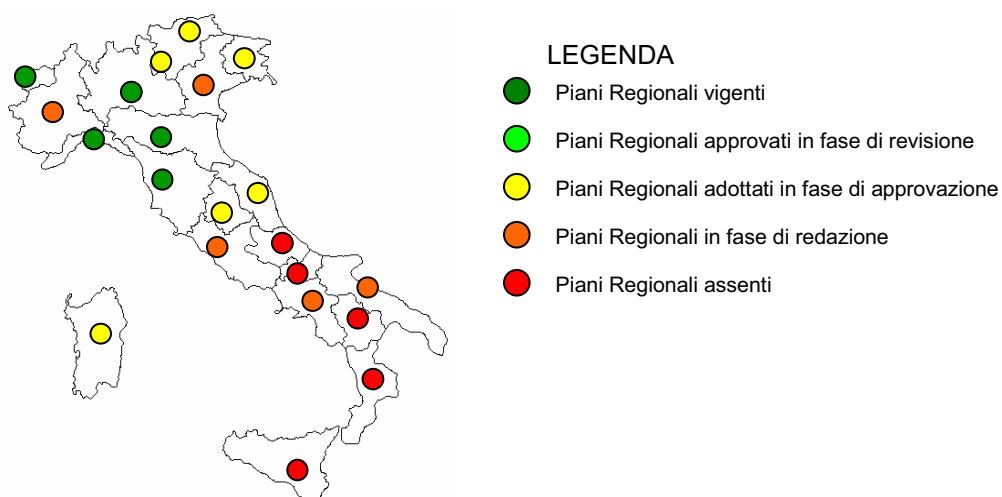 LEGENDA
Piani Regionali vigenti
Piani Regionali approvati in fase di revisione
Piani Regionali adottati in fase di approvazione
Piani Regionali in fase di redazione
Piani Regionali assenti